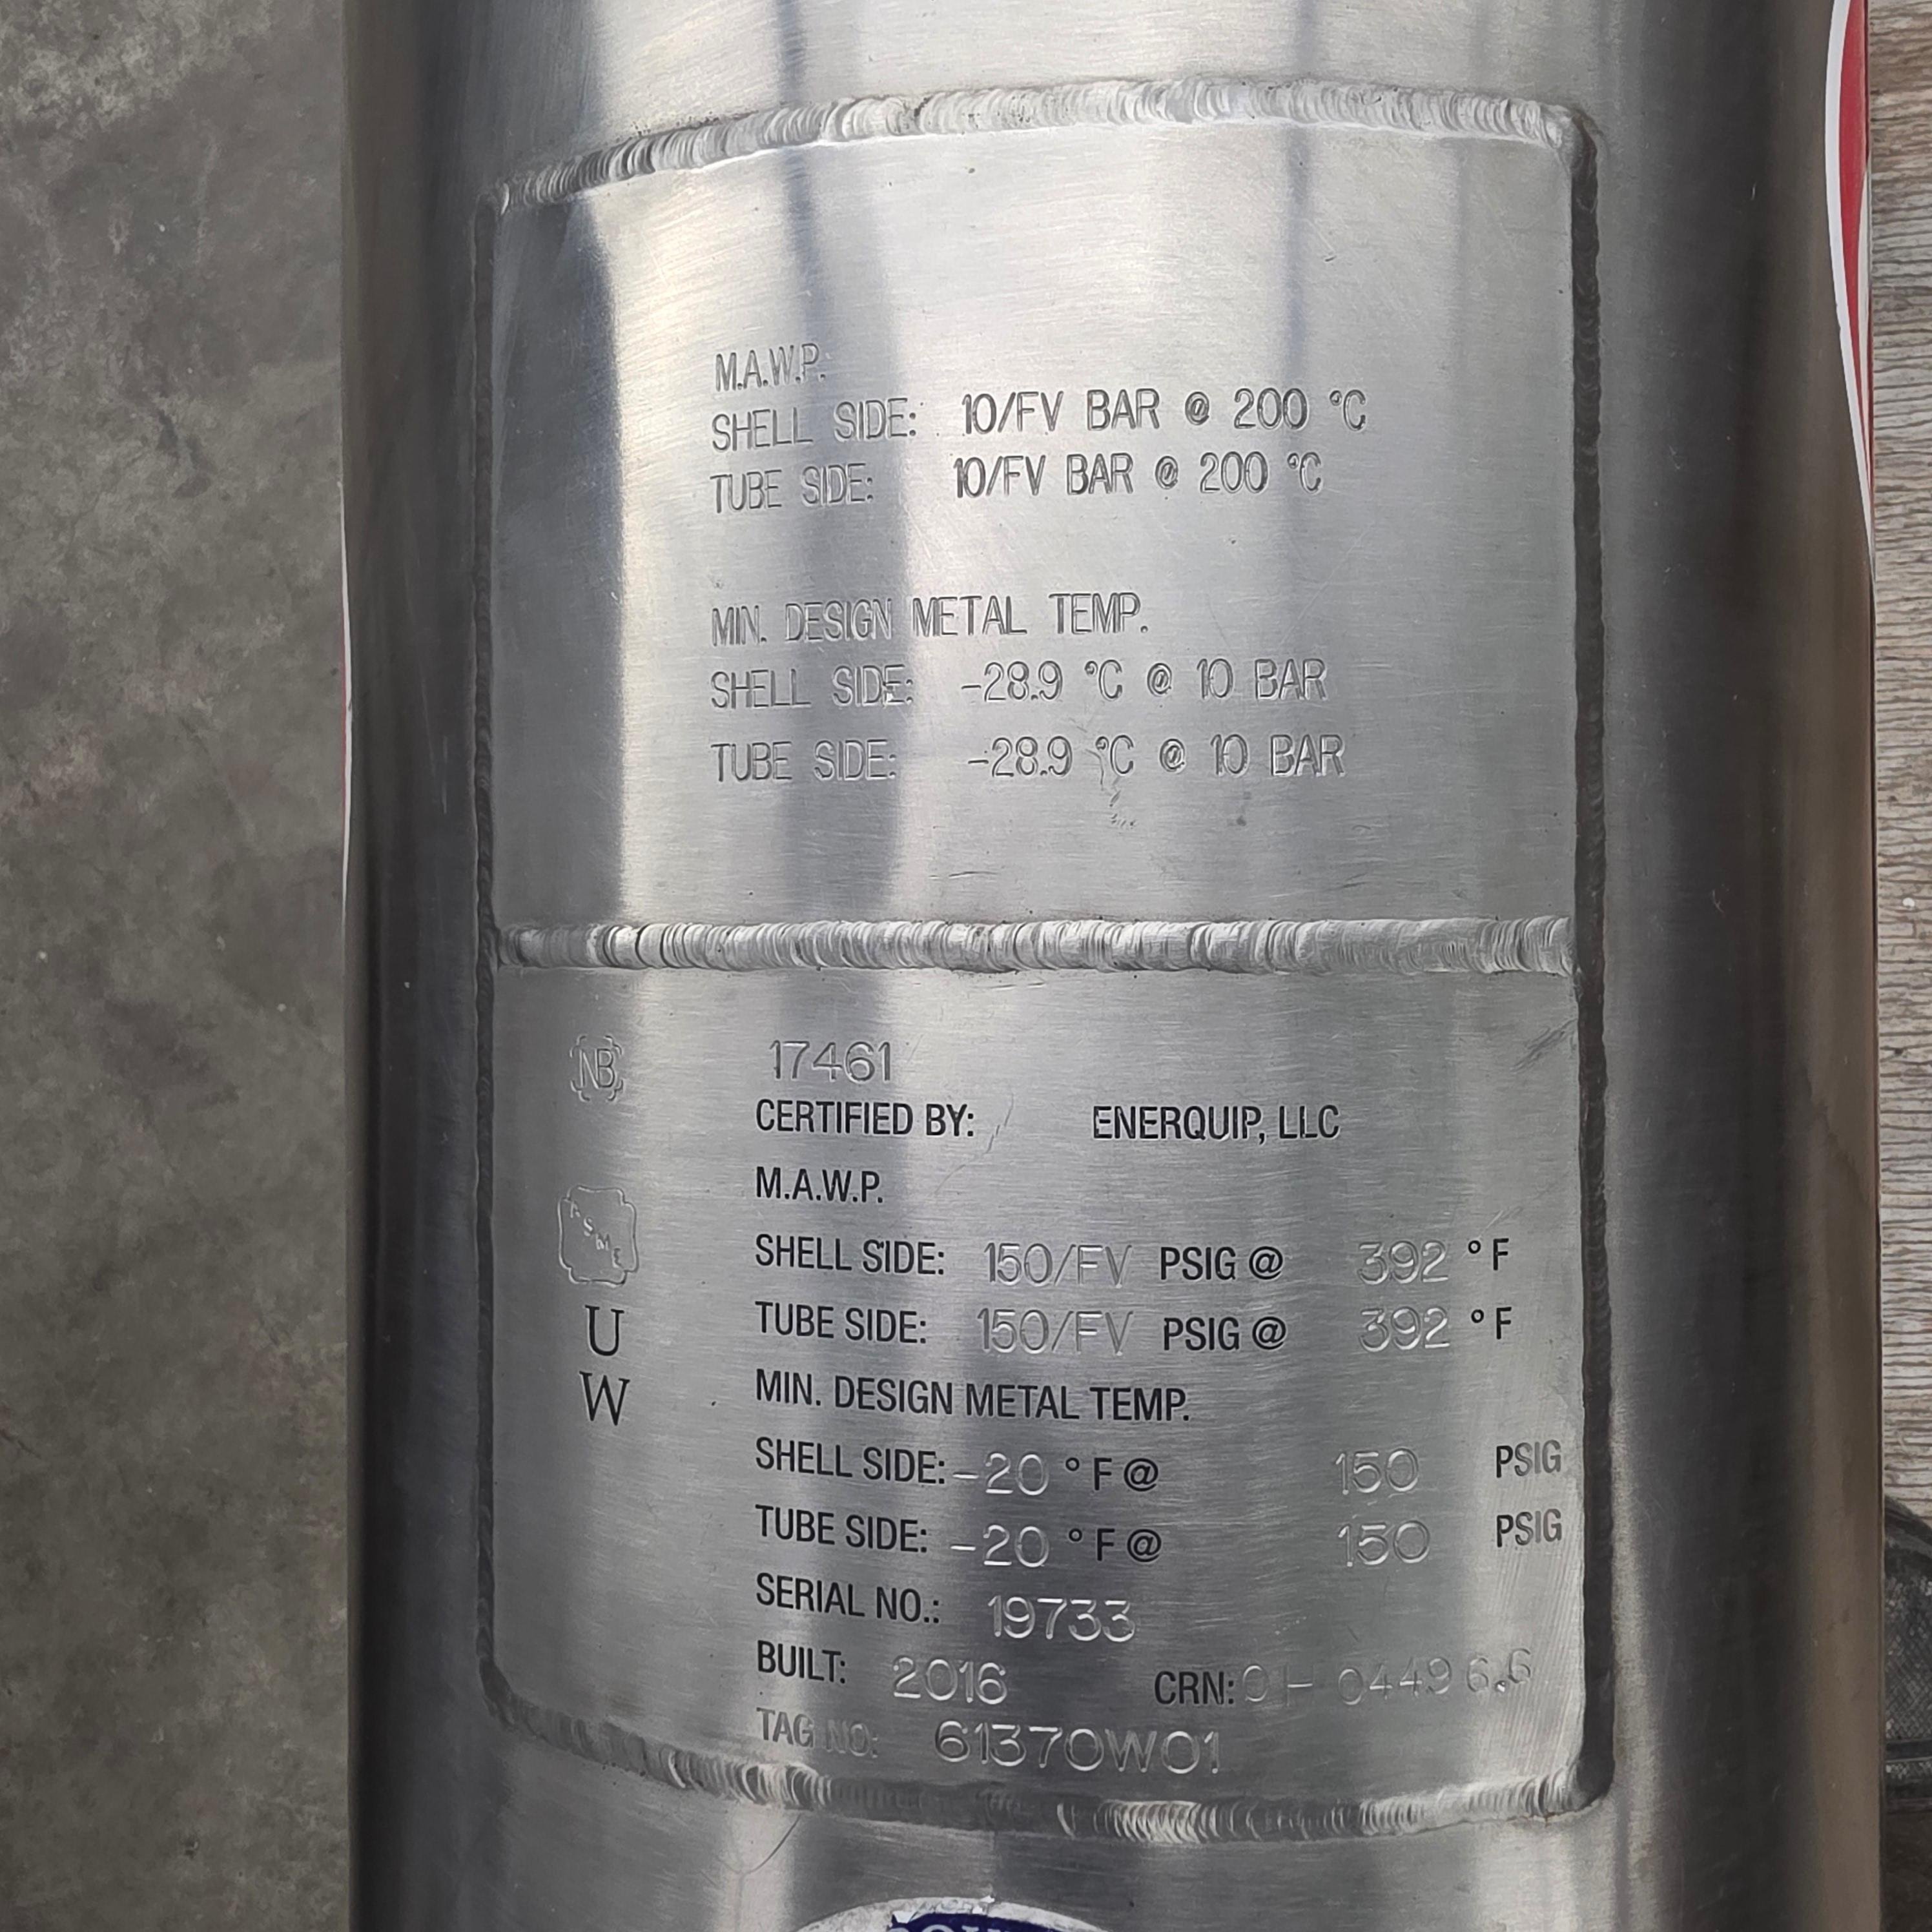 M.A.W.P.
SHELL SIDE: 10/FV BAR @ 200 °C
TUBE SIDE: 10/FV BAR @ 200 °C
MIN. DESIGN METAL TEMP.
SHELL SIDE: -28.9 °C @ 10 BAR
TUBE SIDE: -28.9 °C @ 10 BAR
NB 17461
CERTIFIED BY: ENERQUIP, LLC
ASME
M.A.W.P.
SHELL SIDE: 150/FV PSIG @ 392 °F
U
TUBE SIDE: 150/FV PSIG @ 392 °F
W
MIN. DESIGN METAL TEMP.
SHELL SIDE: -20 °F @ 150 PSIG
TUBE SIDE: -20 °F @ 150 PSIG
SERIAL NO.: 19733
BUILT: 2016 CRN:
TAG NO: 61370W01